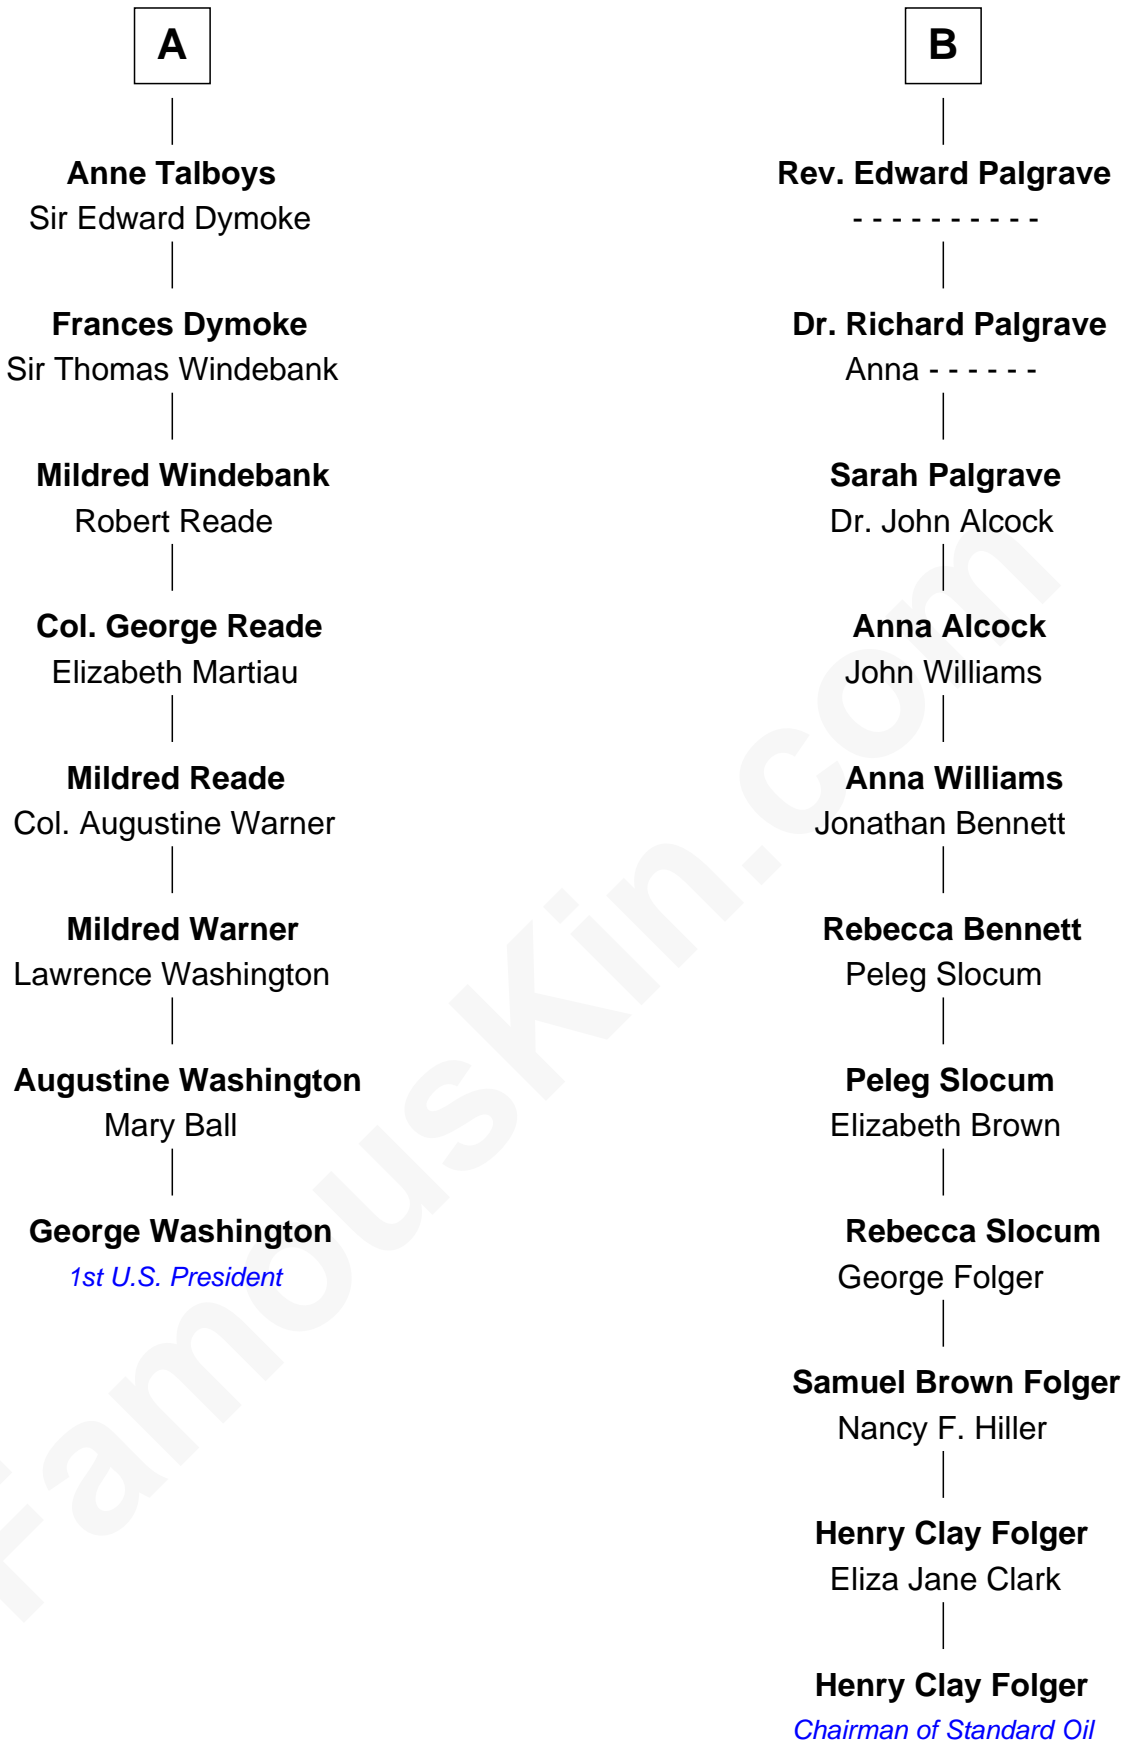 A
Anne Talboys
Sir Edward Dymoke
Frances Dymoke
Sir Thomas Windebank
Mildred Windebank
Robert Reade
Col. George Reade
Elizabeth Martiau
Mildred Reade
Col. Augustine Warner
Mildred Warner
Lawrence Washington
Augustine Washington
Mary Ball
George Washington
1st U.S. President
B
Rev. Edward Palgrave
- - - - - - - - - -
Dr. Richard Palgrave
Anna - - - - - -
Sarah Palgrave
Dr. John Alcock
Anna Alcock
John Williams
Anna Williams
Jonathan Bennett
Rebecca Bennett
Peleg Slocum
Peleg Slocum
Elizabeth Brown
Rebecca Slocum
George Folger
Samuel Brown Folger
Nancy F. Hiller
Henry Clay Folger
Eliza Jane Clark
Henry Clay Folger
Chairman of Standard Oil
FamousKin.com